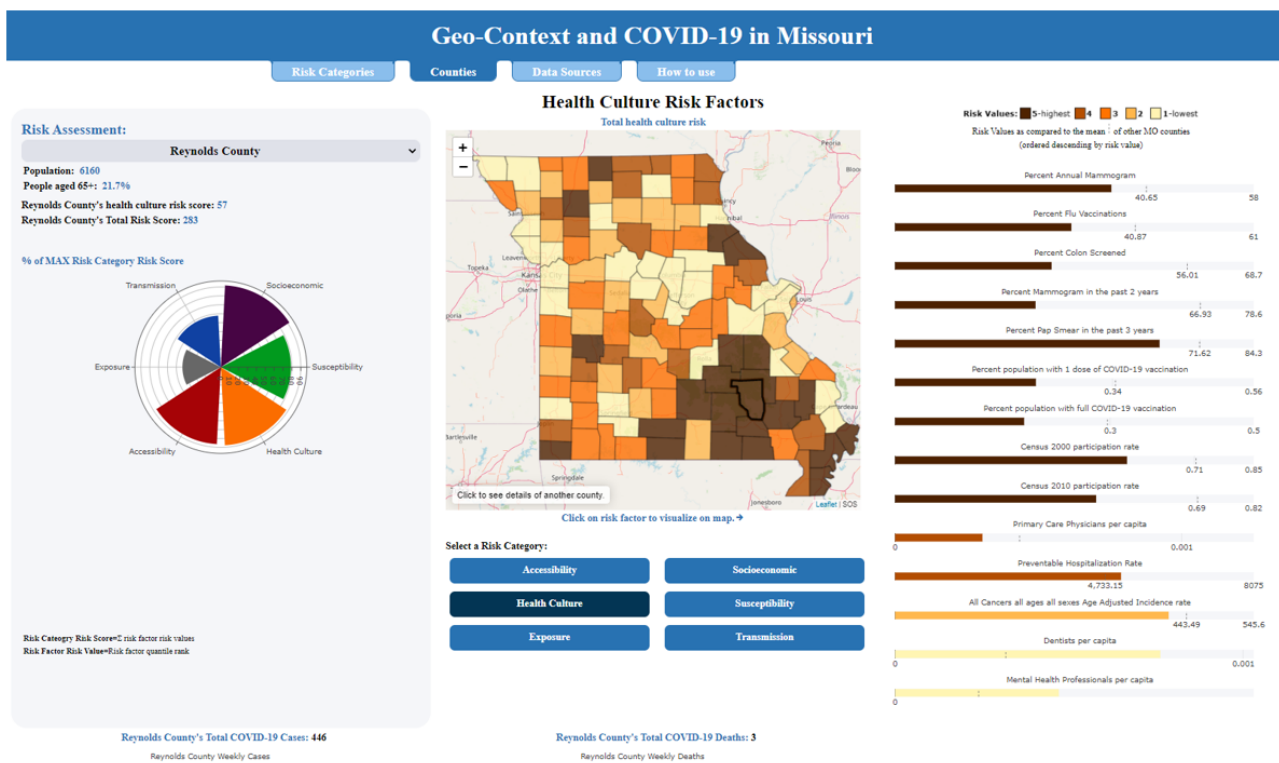 Geo-Context and COVID-19 in Missouri
Risk Categories
Counties
Data Sources
How to use
Risk Assessment:
Reynolds County
Population: 6160
People aged 65+: 21.7%
Reynolds County's health culture risk score: 57
Reynolds County's Total Risk Score: 283
% of MAX Risk Category Risk Score
Transmission
Socioeconomic
Exposure
Susceptibility
Accessibility
Health Culture
Risk Cateogry Risk Score=Σ risk factor risk values
Risk Factor Risk Value=Risk factor quantile rank
Health Culture Risk Factors
Total health culture risk
+
−
Peoria
Topeka
Kansas City
Olathe
Illinois
Bartlesville
Springdale
Jonesboro
Click to see details of another county.
Leaflet | SOS
Click on risk factor to visualize on map.➔
Select a Risk Category:
Accessibility
Socioeconomic
Health Culture
Susceptibility
Exposure
Transmission
Risk Values: 5-highest 4 3 2 1-lowest
Risk Values as compared to the mean ⁝ of other MO counties
(ordered descending by risk value)
Percent Annual Mammogram
40.65 58
Percent Flu Vaccinations
40.87 61
Percent Colon Screened
56.01 68.7
Percent Mammogram in the past 2 years
66.93 78.6
Percent Pap Smear in the past 3 years
71.62 84.3
Percent population with 1 dose of COVID-19 vaccination
0.34 0.56
Percent population with full COVID-19 vaccination
0.3 0.5
Census 2000 participation rate
0.71 0.85
Census 2010 participation rate
0.69 0.82
Primary Care Physicians per capita
0 0.001
Preventable Hospitalization Rate
4,733.15 8075
All Cancers all ages all sexes Age Adjusted Incidence rate
443.49 545.6
Dentists per capita
0 0.001
Mental Health Professionals per capita
0
Reynolds County's Total COVID-19 Cases: 446
Reynolds County Weekly Cases
Reynolds County's Total COVID-19 Deaths: 3
Reynolds County Weekly Deaths